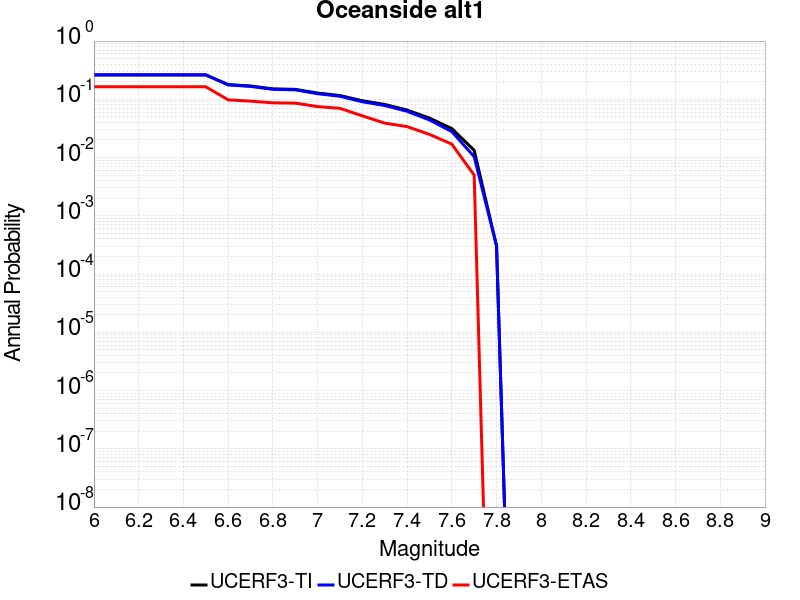 Oceanside alt1
10^0
10^-1
10^-2
10^-3
10^-4
10^-5
10^-6
10^-7
10^-8
Annual Probability
6 6.2 6.4 6.6 6.8 7 7.2 7.4 7.6 7.8 8 8.2 8.4 8.6 8.8 9
Magnitude
UCERF3-TI UCERF3-TD UCERF3-ETAS